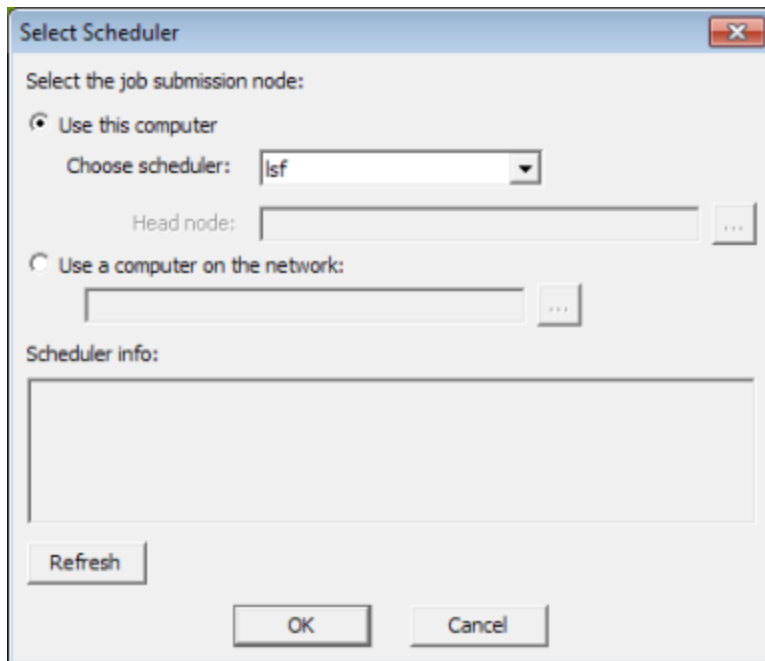 Select Scheduler
Select the job submission node:
Use this computer
Choose scheduler: lsf
Head node: ...
Use a computer on the network:
...
Scheduler info:
Refresh
OK Cancel